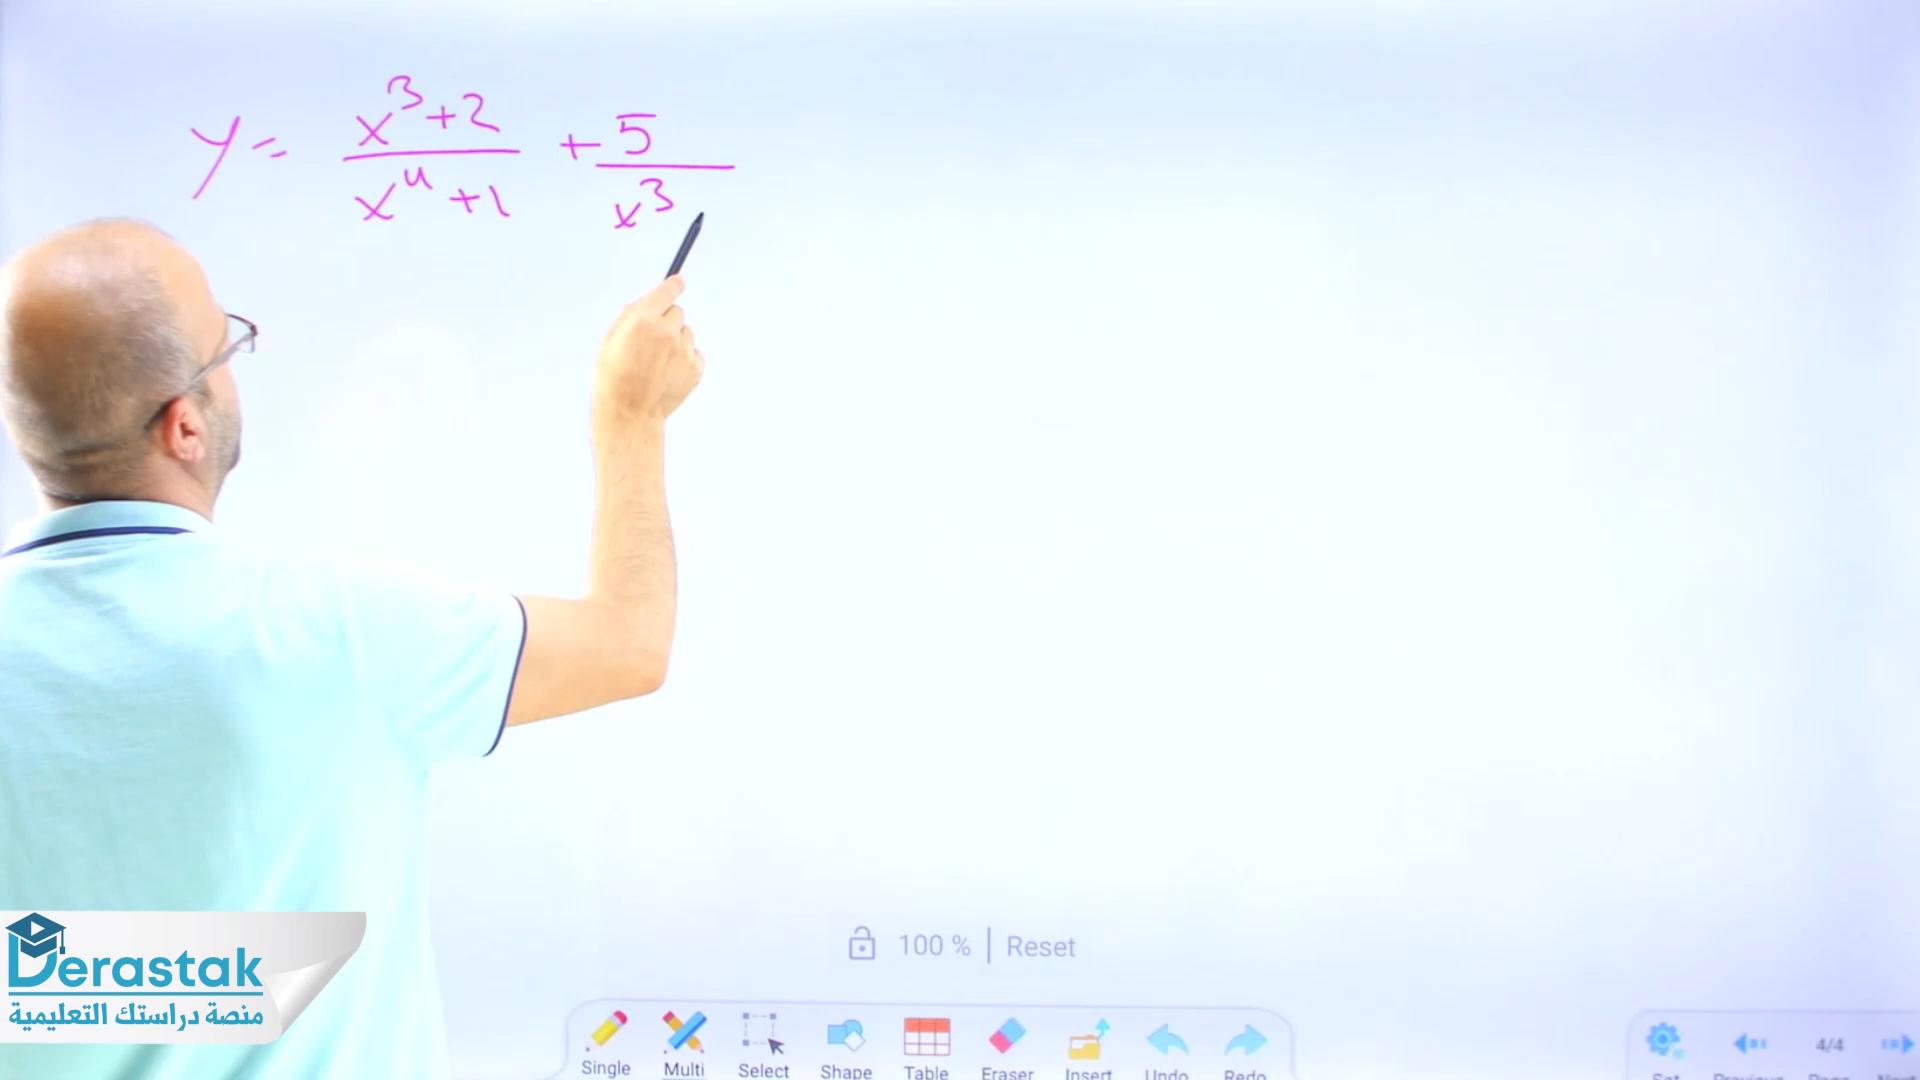 y = x³+2 / x⁴+1 + 5 / x³
100 % | Reset
Single Multi Select Shape Table Eraser Insert Undo Redo
4/4
Derastak
منصة دراستك التعليمية